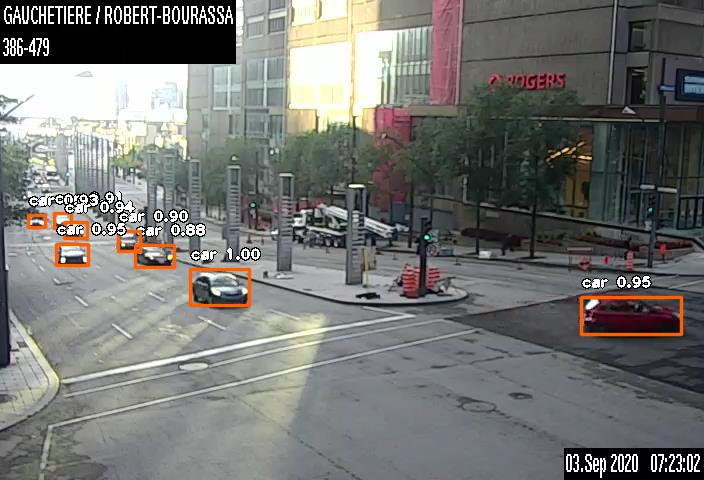 GAUCHETIERE / ROBERT-BOURASSA
386-479
ROGERS
car 0.94
car 0.90
car 0.95
car 0.88
car 1.00
car 0.95
03.Sep 2020 07:23:02